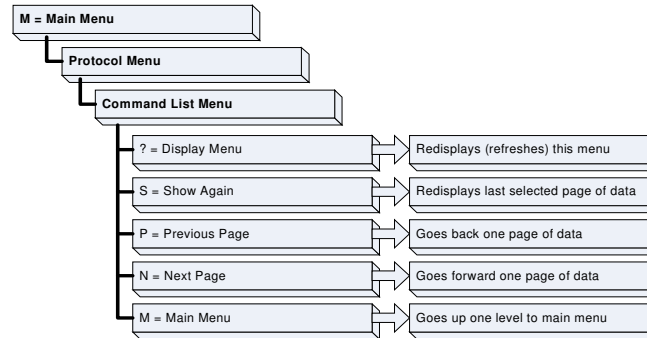 M = Main Menu
Protocol Menu
Command List Menu
? = Display Menu
Redisplays (refreshes) this menu
S = Show Again
Redisplays last selected page of data
P = Previous Page
Goes back one page of data
N = Next Page
Goes forward one page of data
M = Main Menu
Goes up one level to main menu